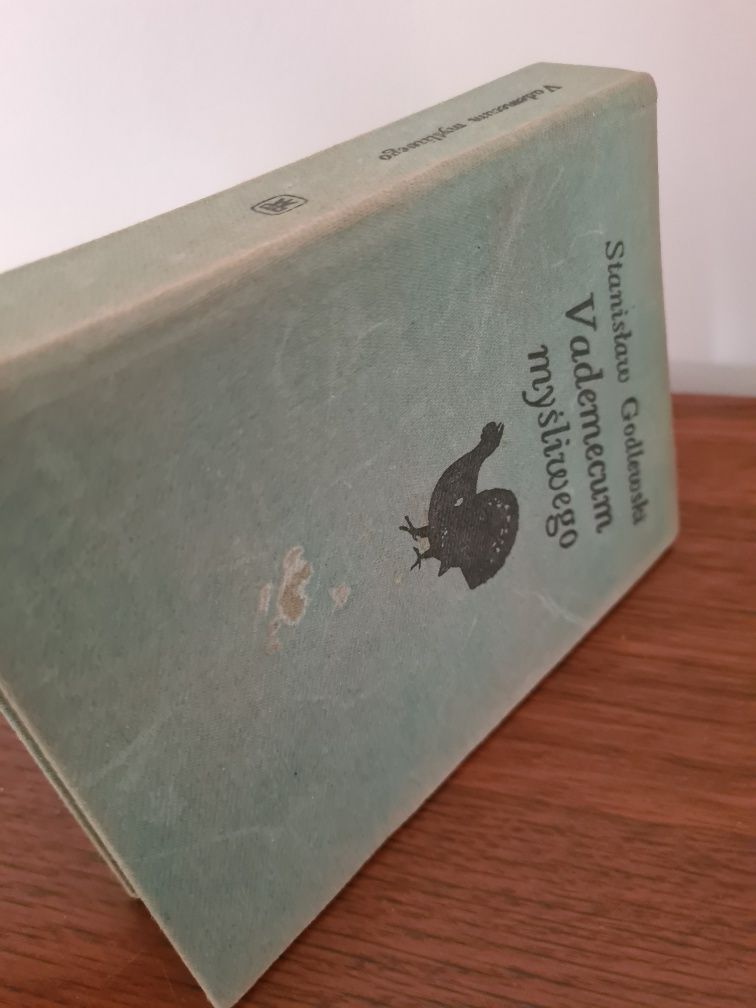 Stanisław Godlewski
Vademecum
myśliwego
Vademecum myśliwego